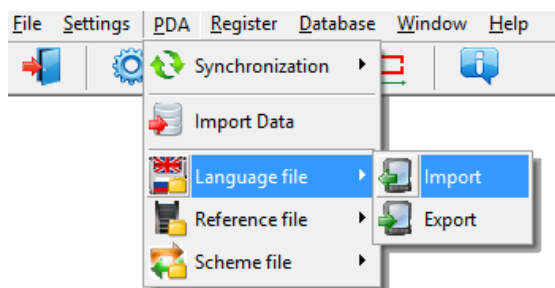 File Settings PDA Register Database Window Help
Synchronization
Import Data
Language file
Import
Reference file
Export
Scheme file